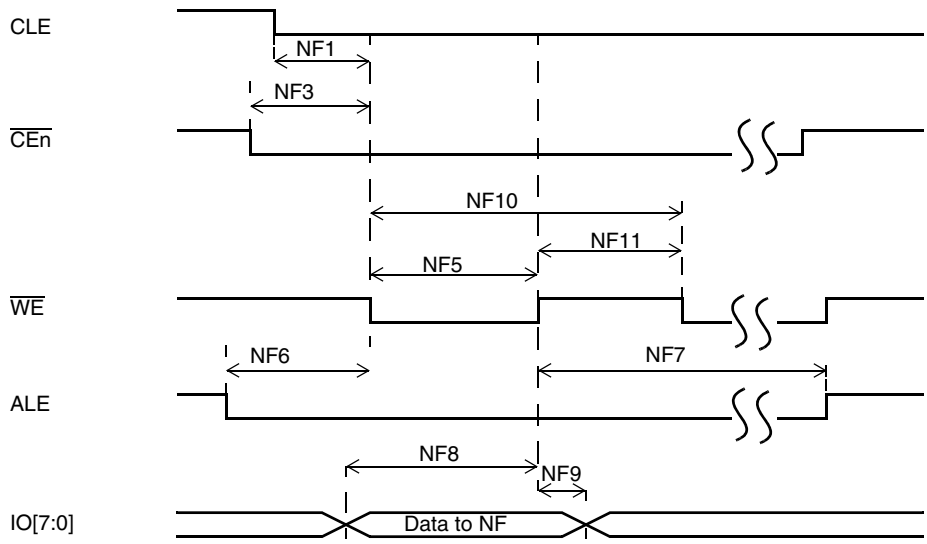 CLE
NF1
NF3
CEn
NF10
NF11
NF5
WE
NF6
NF7
ALE
NF8
NF9
IO[7:0]
Data to NF